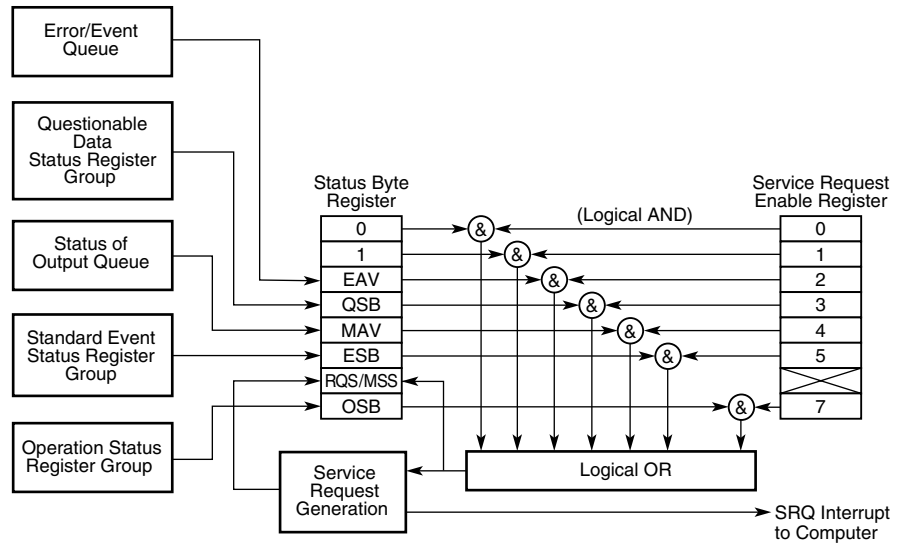 Error/Event
Queue
Questionable
Data
Status Register
Group
Status of
Output Queue
Standard Event
Status Register
Group
Operation Status
Register Group
Status Byte
Register
0
1
EAV
QSB
MAV
ESB
RQS/MSS
OSB
(Logical AND)
&
&
&
&
&
&
&
Service Request
Enable Register
0
1
2
3
4
5
7
Logical OR
Service
Request
Generation
SRQ Interrupt
to Computer